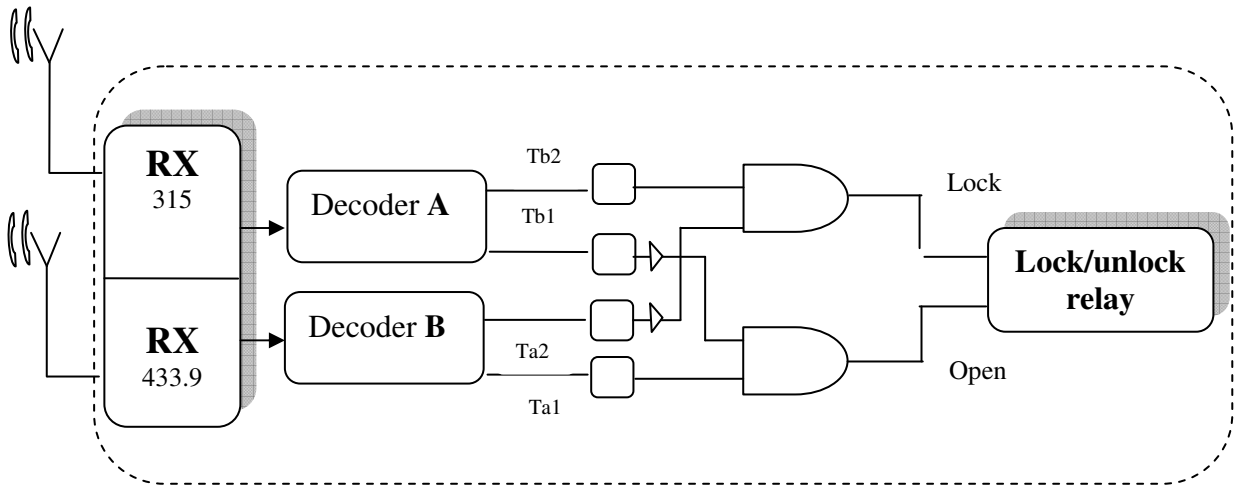 RX
315
RX
433.9
Decoder A
Decoder B
Tb2
Tb1
Ta2
Ta1
Lock
Open
Lock/unlock
relay